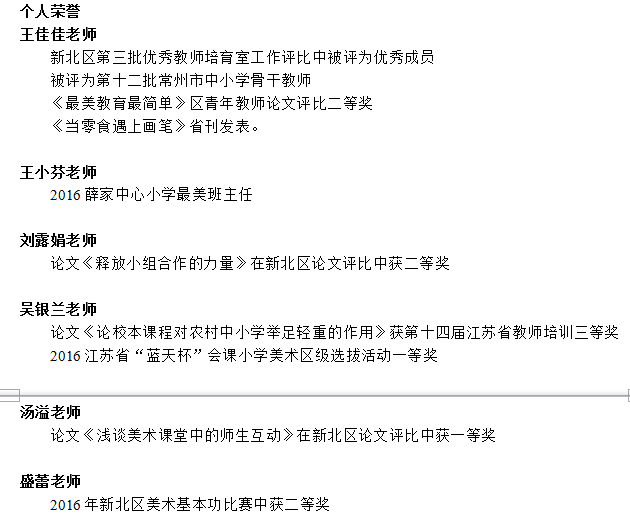 个人荣誉
王佳佳老师
新北区第三批优秀教师培育室工作评比中被评为优秀成员
被评为第十二批常州市中小学骨干教师
《最美教育最简单》区青年教师论文评比二等奖
《当零食遇上画笔》省刊发表。
王小芬老师
2016 薛家中心小学最美班主任
刘露娟老师
论文《释放小组合作的力量》在新北区论文评比中获二等奖
吴银兰老师
论文《论校本课程对农村中小学举足轻重的作用》获第十四届江苏省教师培训三等奖
2016 江苏省“蓝天杯”会课小学美术区级选拔活动一等奖
汤溢老师
论文《浅谈美术课堂中的师生互动》在新北区论文评比中获一等奖
盛蕾老师
2016 年新北区美术基本功比赛中获二等奖